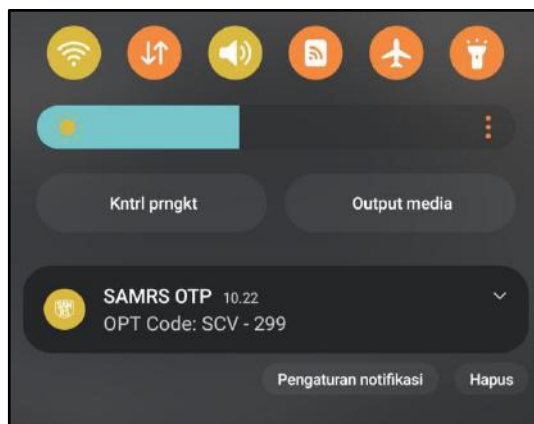 Kntrl prngkt
Output media
SAMRS OTP 10.22
OPT Code: SCV - 299
Pengaturan notifikasi
Hapus